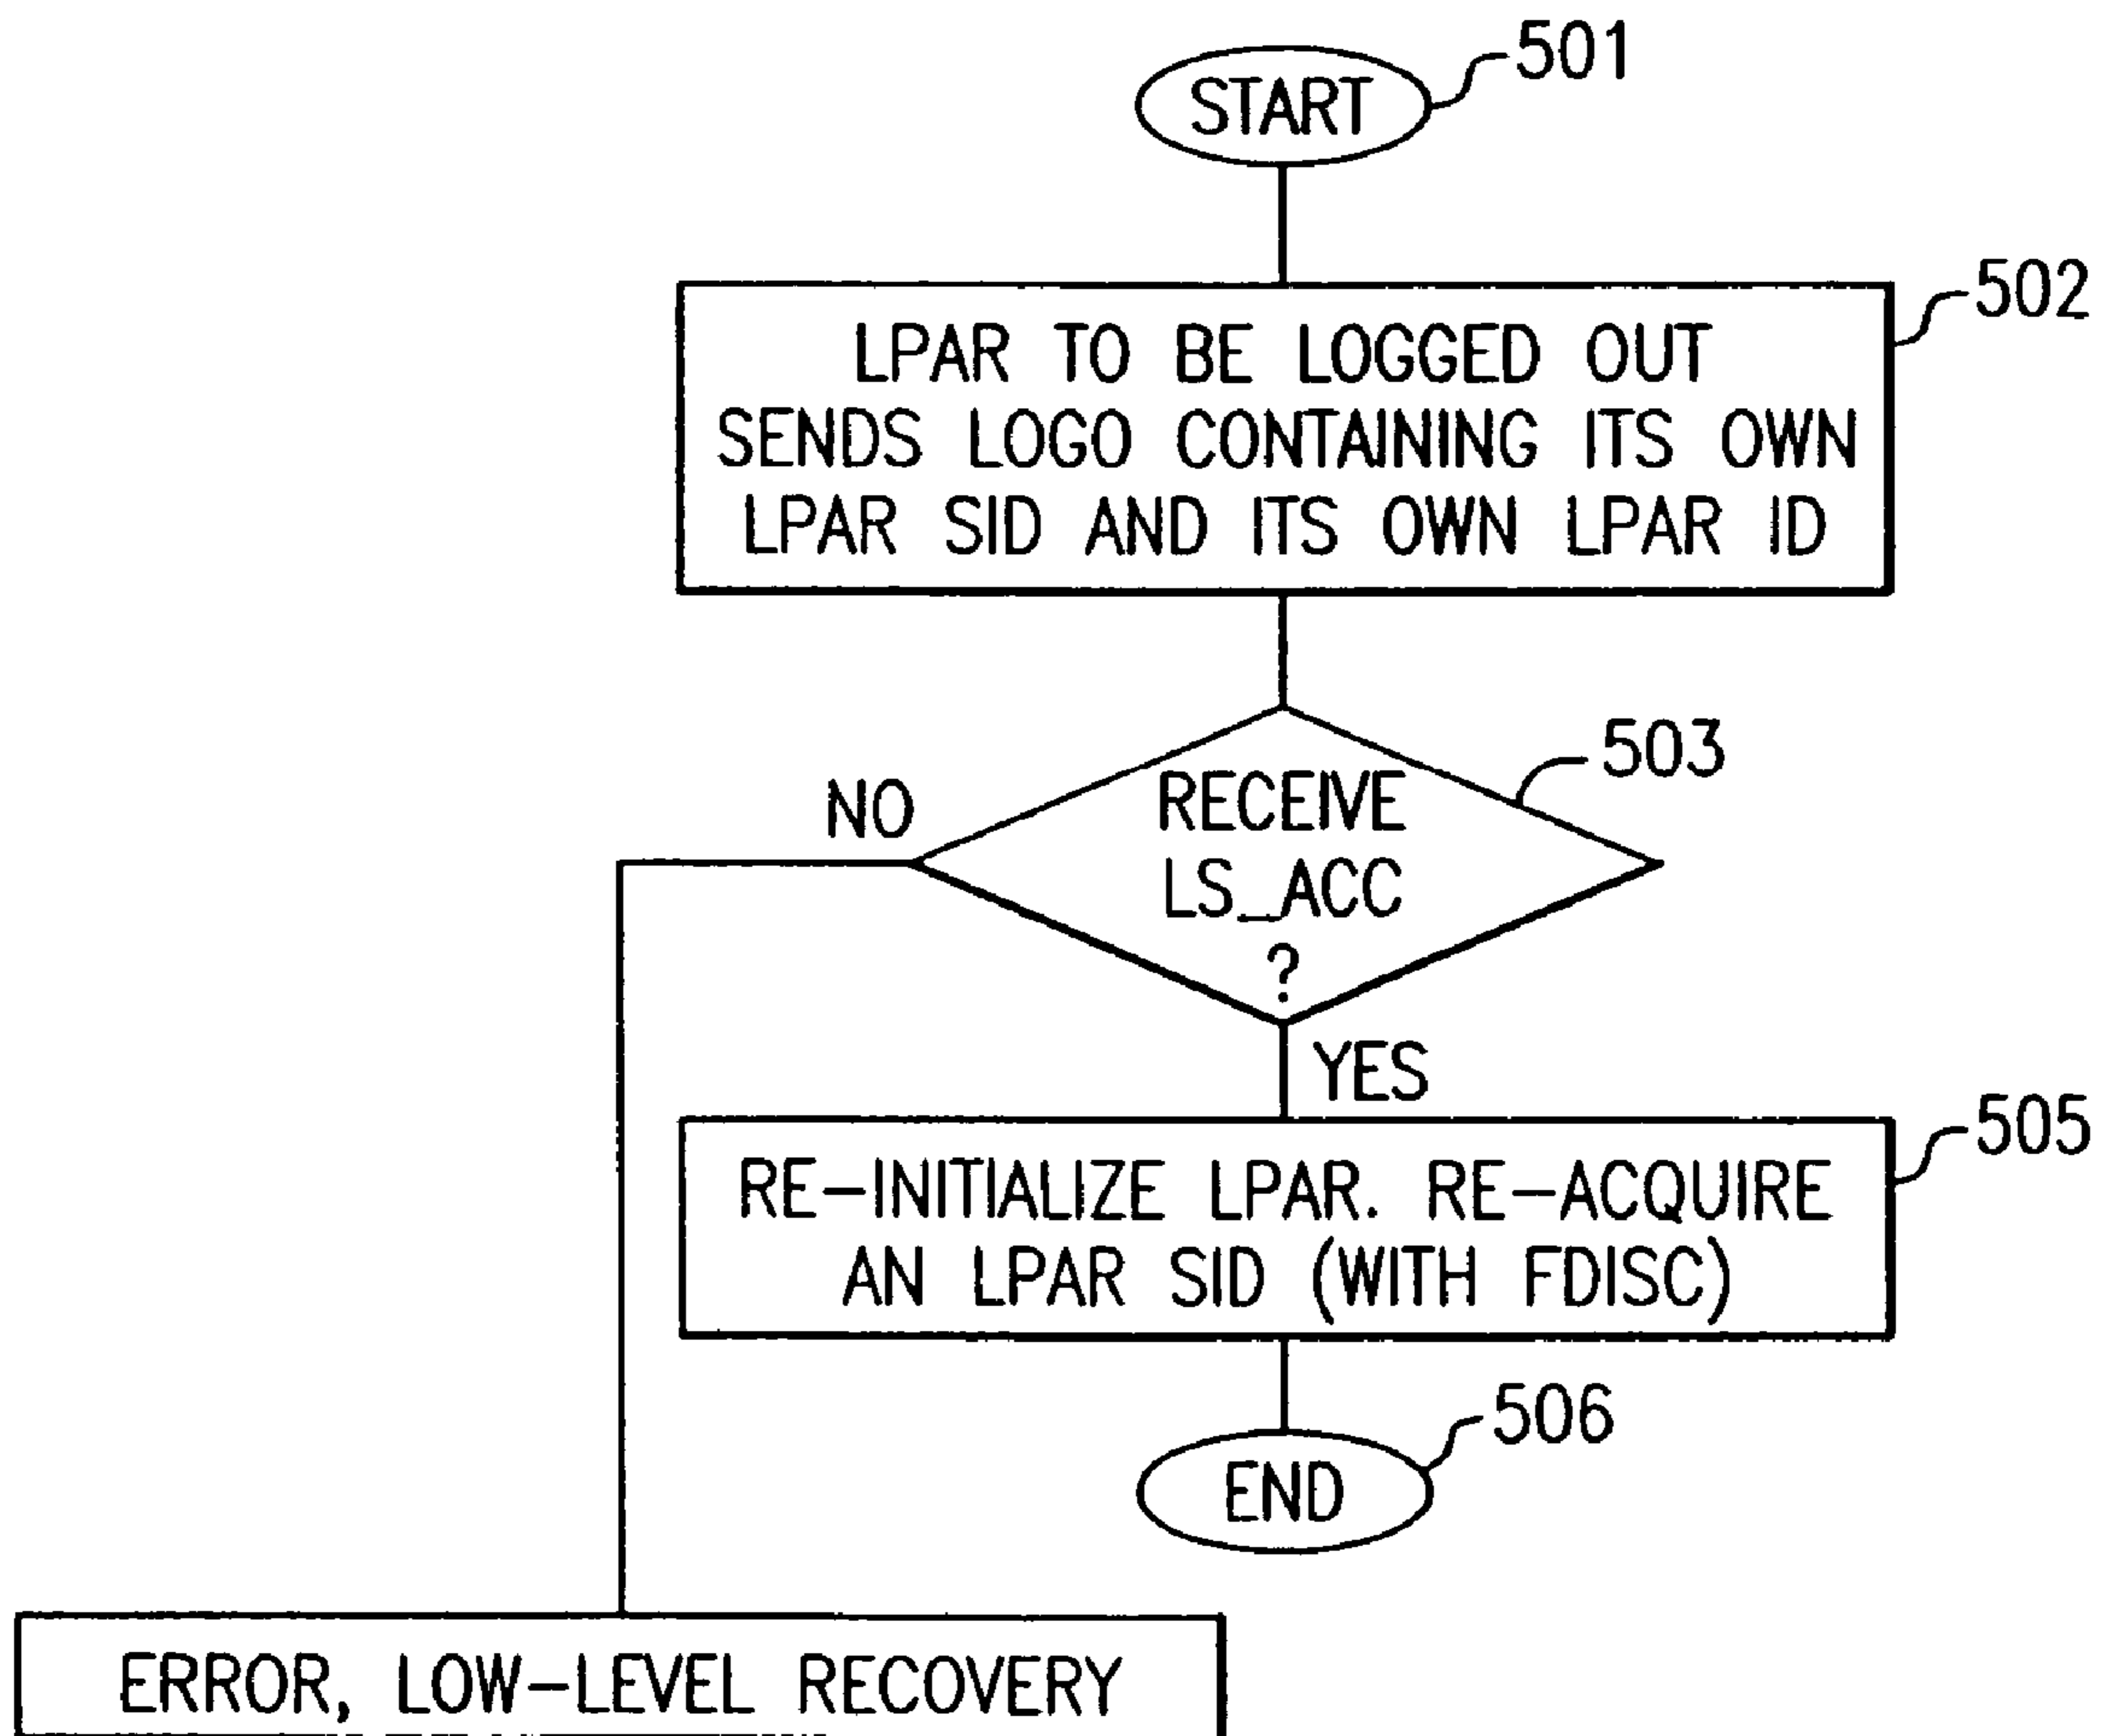 START
501
502
LPAR TO BE LOGGED OUT
SENDS LOGO CONTAINING ITS OWN
LPAR SID AND ITS OWN LPAR ID
503
NO
RECEIVE
LS_ACC
?
YES
505
RE-INITIALIZE LPAR. RE-ACQUIRE
AN LPAR SID (WITH FDISC)
506
END
ERROR, LOW-LEVEL RECOVERY